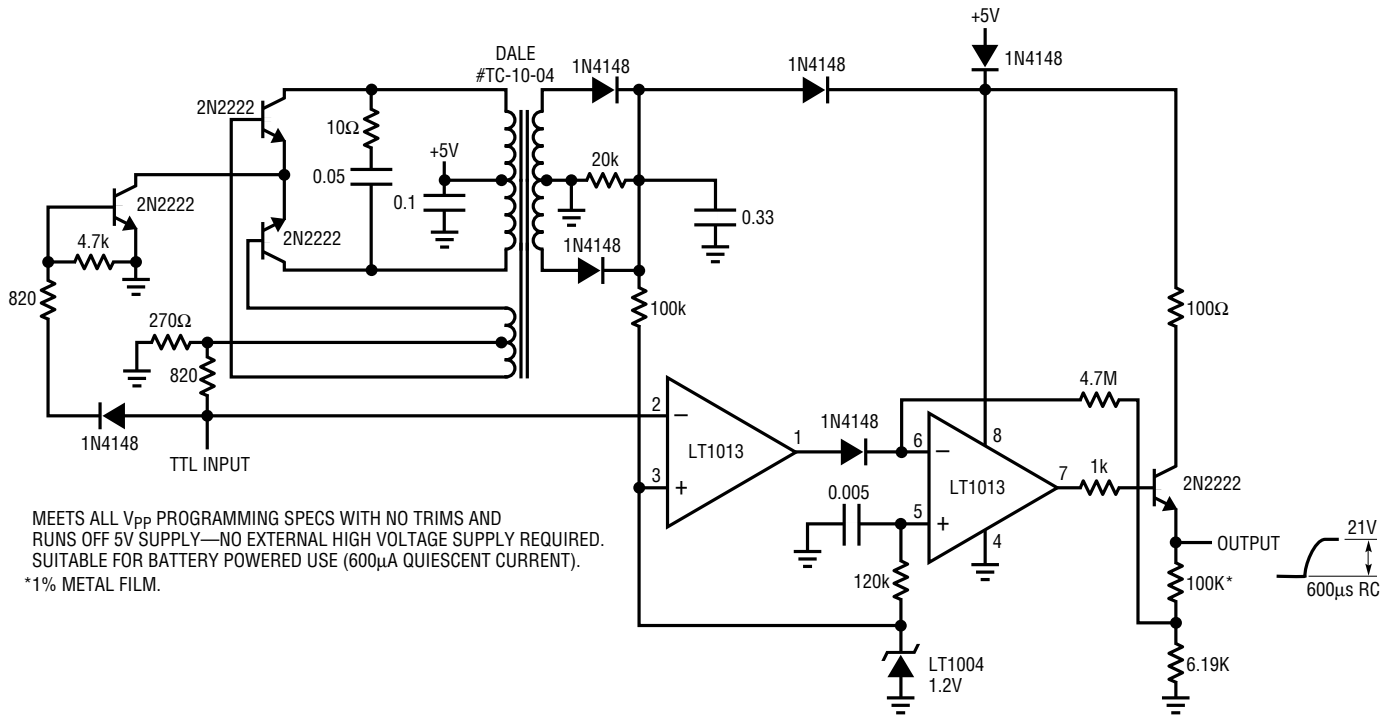 +5V
1N4148
DALE
#TC-10-04
1N4148
1N4148
2N2222
10Ω
+5V
0.05
0.1
20k
0.33
2N2222
2N2222
4.7k
1N4148
820
270Ω
820
100k
100Ω
1N4148
TTL INPUT
2
3
LT1013
1
1N4148
4.7M
6
5
LT1013
8
4
7
1k
2N2222
0.005
120k
OUTPUT
100K*
6.19K
21V
600µs RC
LT1004
1.2V
MEETS ALL VPP PROGRAMMING SPECS WITH NO TRIMS AND
RUNS OFF 5V SUPPLY—NO EXTERNAL HIGH VOLTAGE SUPPLY REQUIRED.
SUITABLE FOR BATTERY POWERED USE (600µA QUIESCENT CURRENT).
*1% METAL FILM.